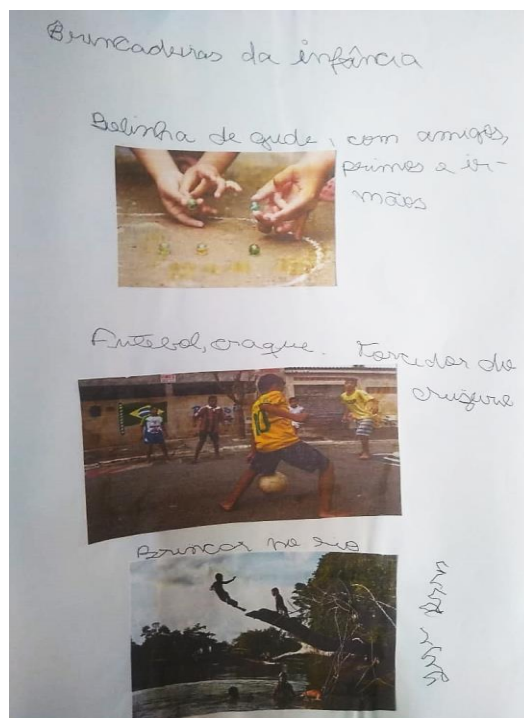 Brincadeiras da infância
Bolinha de gude, com amigos,
primos e ir-
mãos
Futebol, craque. Torcedor do
cruzeiro
Brincar no rio
10